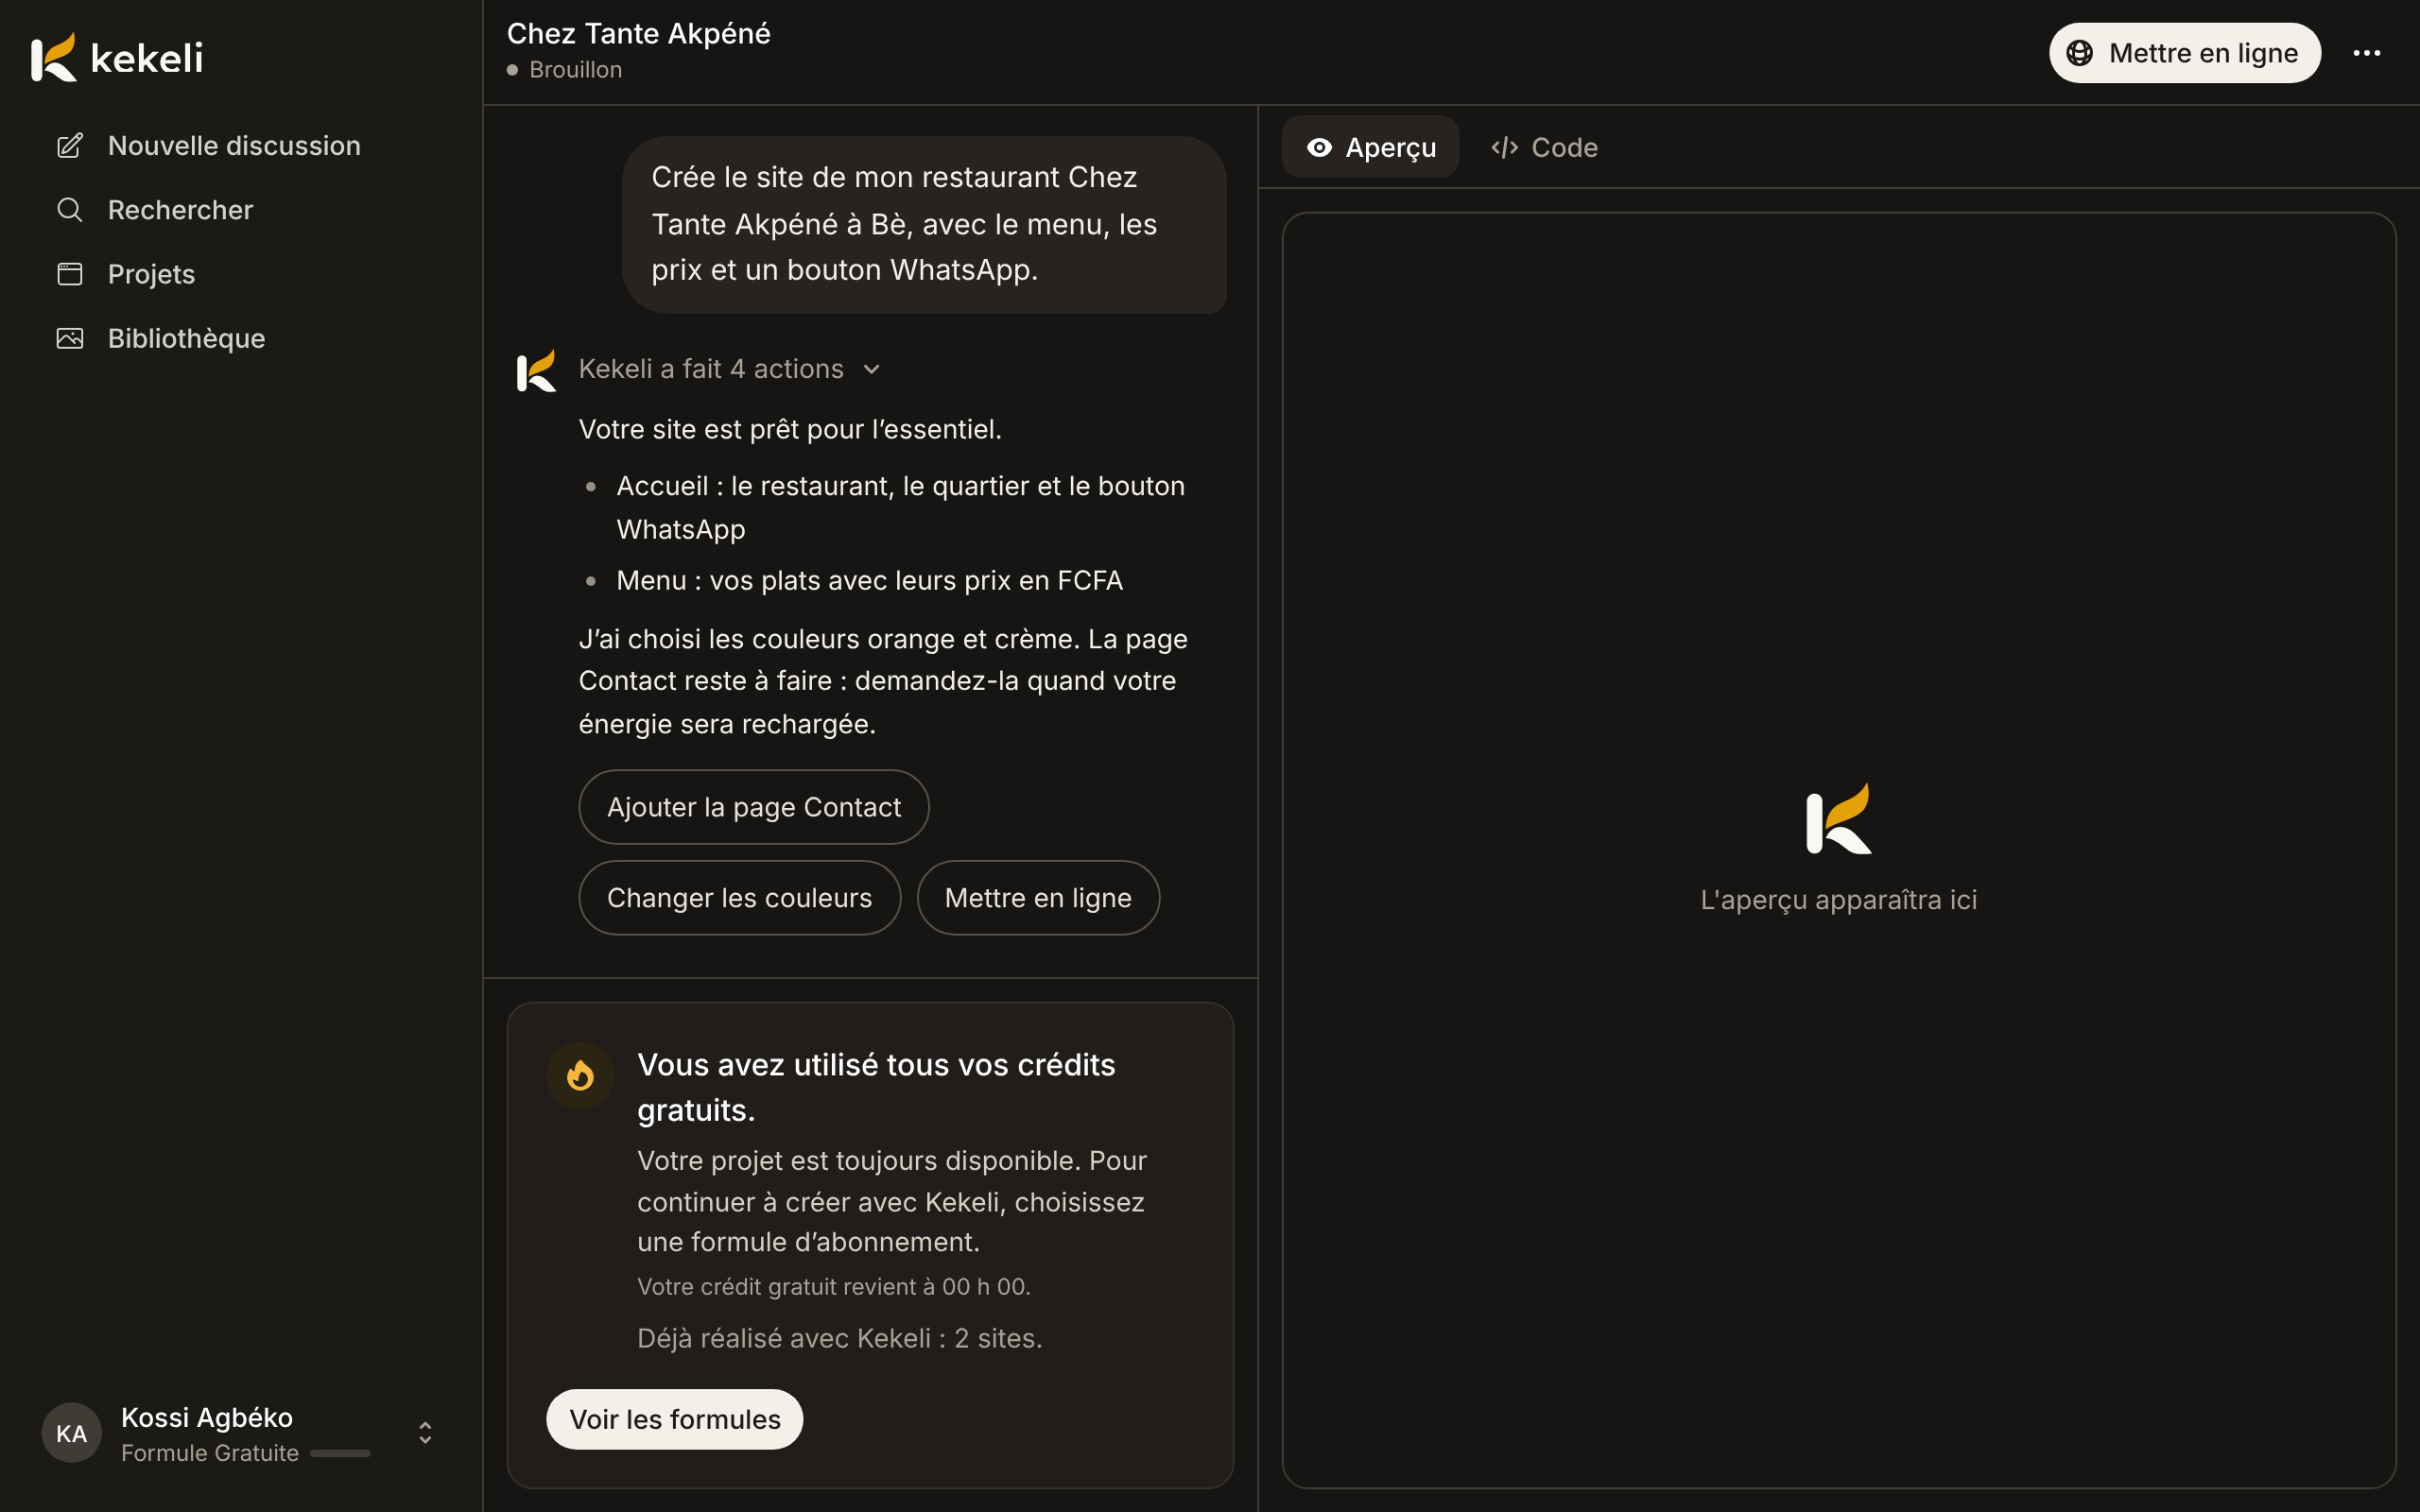 kekeli
Nouvelle discussion
Rechercher
Projets
Bibliothèque
KA
Kossi Agbéko
Formule Gratuite
Chez Tante Akpéné
Brouillon
Mettre en ligne
Crée le site de mon restaurant Chez
Tante Akpéné à Bè, avec le menu, les
prix et un bouton WhatsApp.
Kekeli a fait 4 actions
Votre site est prêt pour l’essentiel.
Accueil : le restaurant, le quartier et le bouton
WhatsApp
Menu : vos plats avec leurs prix en FCFA
J’ai choisi les couleurs orange et crème. La page
Contact reste à faire : demandez-la quand votre
énergie sera rechargée.
Ajouter la page Contact
Changer les couleurs
Mettre en ligne
Vous avez utilisé tous vos crédits
gratuits.
Votre projet est toujours disponible. Pour
continuer à créer avec Kekeli, choisissez
une formule d’abonnement.
Votre crédit gratuit revient à 00 h 00.
Déjà réalisé avec Kekeli : 2 sites.
Voir les formules
Aperçu
</> Code
L'aperçu apparaîtra ici